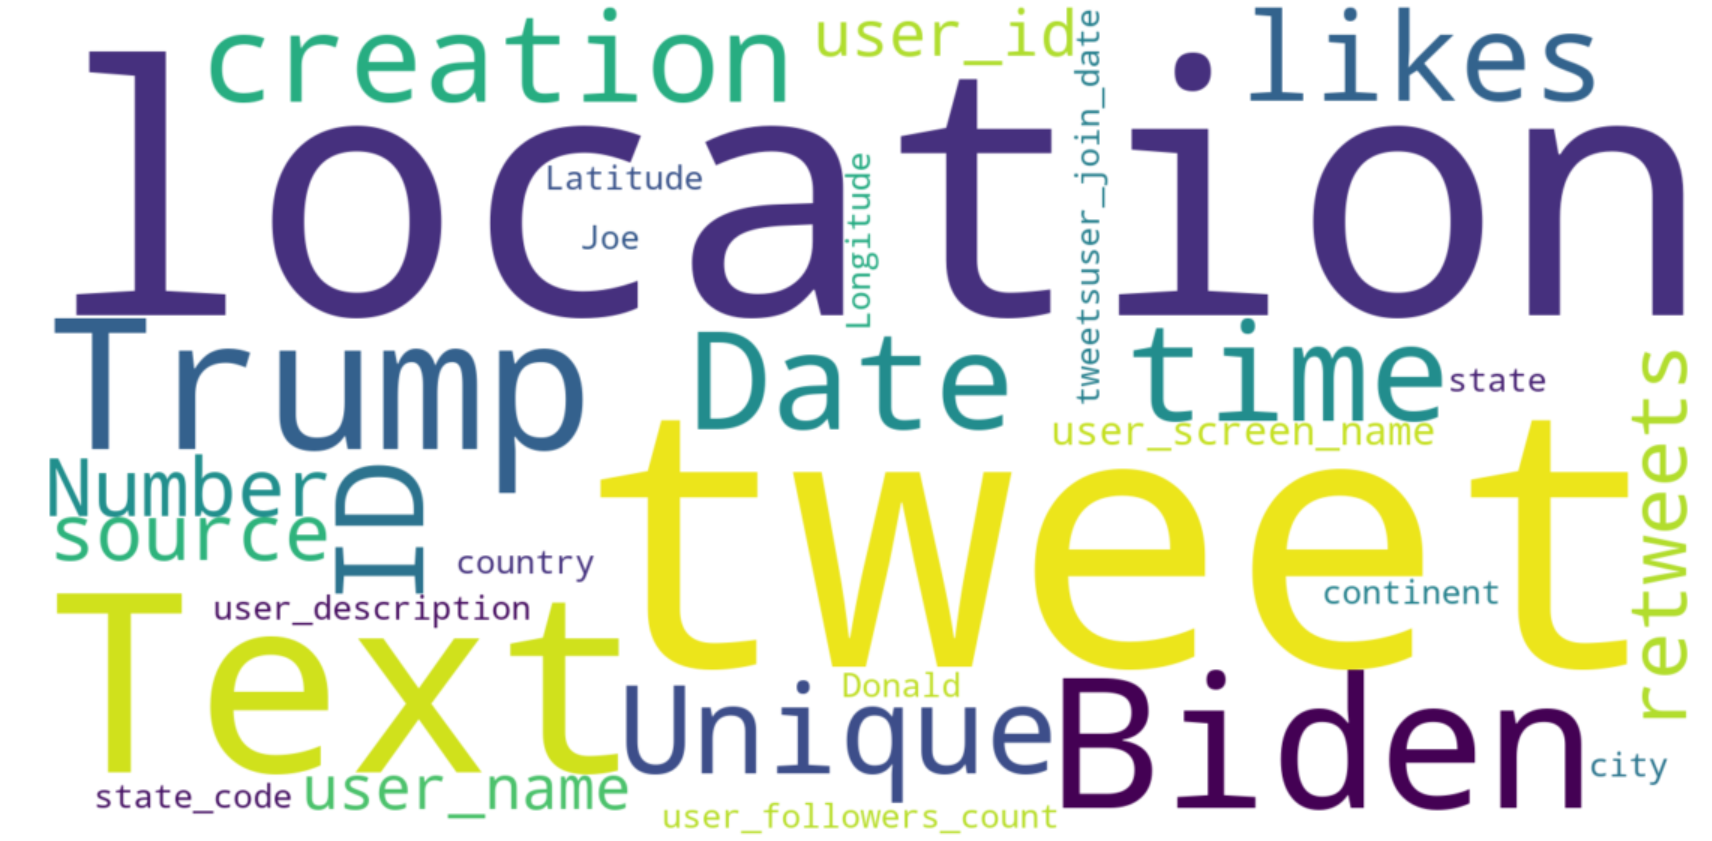 creation
user_id
tweetsuser_join_date
likes
location
Latitude
Longitude
Joe
Trump
Date
time
state
retweets
user_screen_name
Number
source
ID
tweet
country
continent
user_description
Text
Donald
Unique
Biden
city
state_code
user_name
user_followers_count